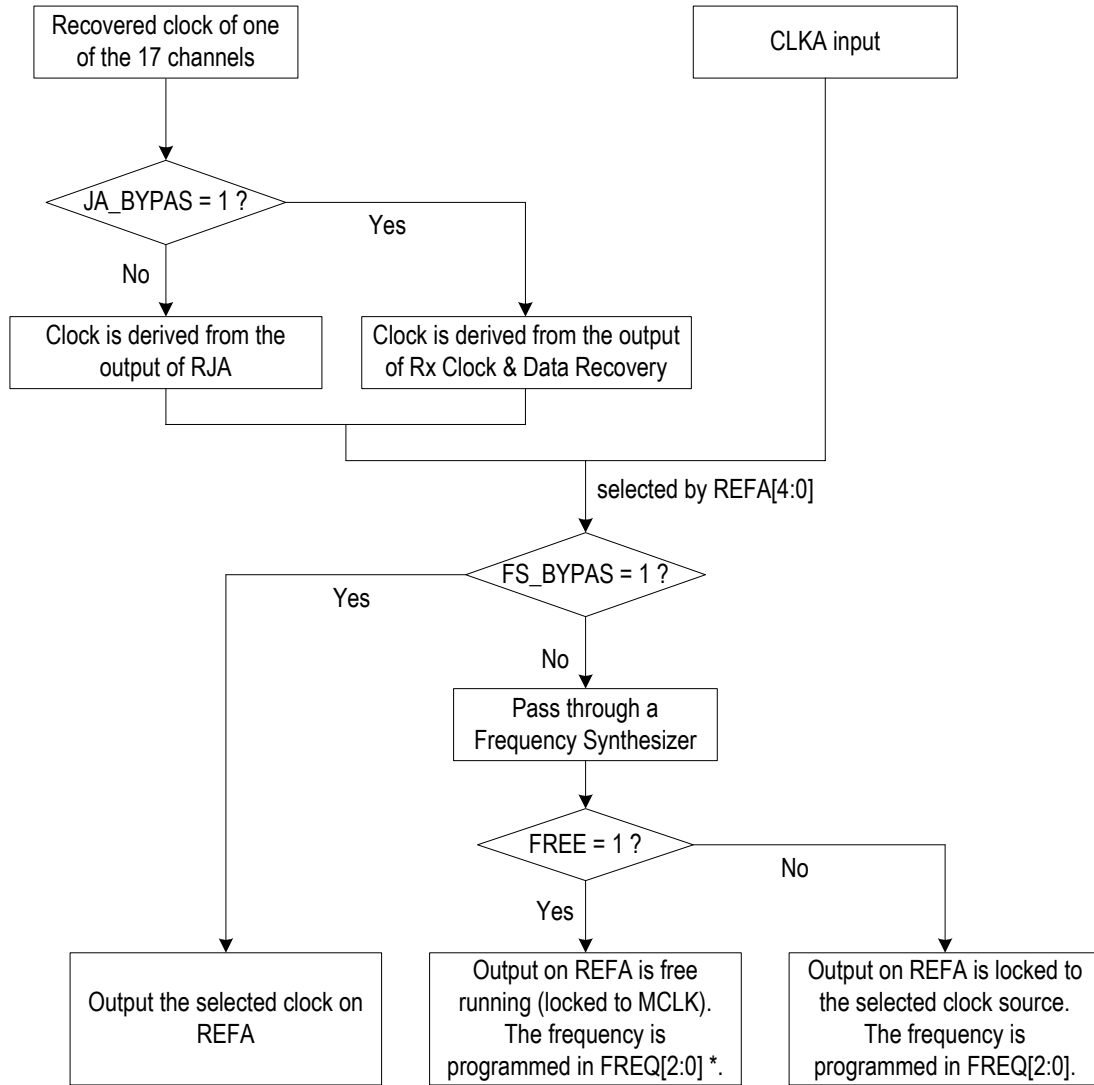 Recovered clock of one
of the 17 channels
CLKA input
JA_BYPAS = 1 ?
Yes
No
Clock is derived from the
output of RJA
Clock is derived from the output
of Rx Clock & Data Recovery
selected by REFA[4:0]
FS_BYPAS = 1 ?
Yes
No
Pass through a
Frequency Synthesizer
FREE = 1 ?
No
Yes
Output the selected clock on
REFA
Output on REFA is free
running (locked to MCLK).
The frequency is
programmed in FREQ[2:0] *.
Output on REFA is locked to
the selected clock source.
The frequency is
programmed in FREQ[2:0].